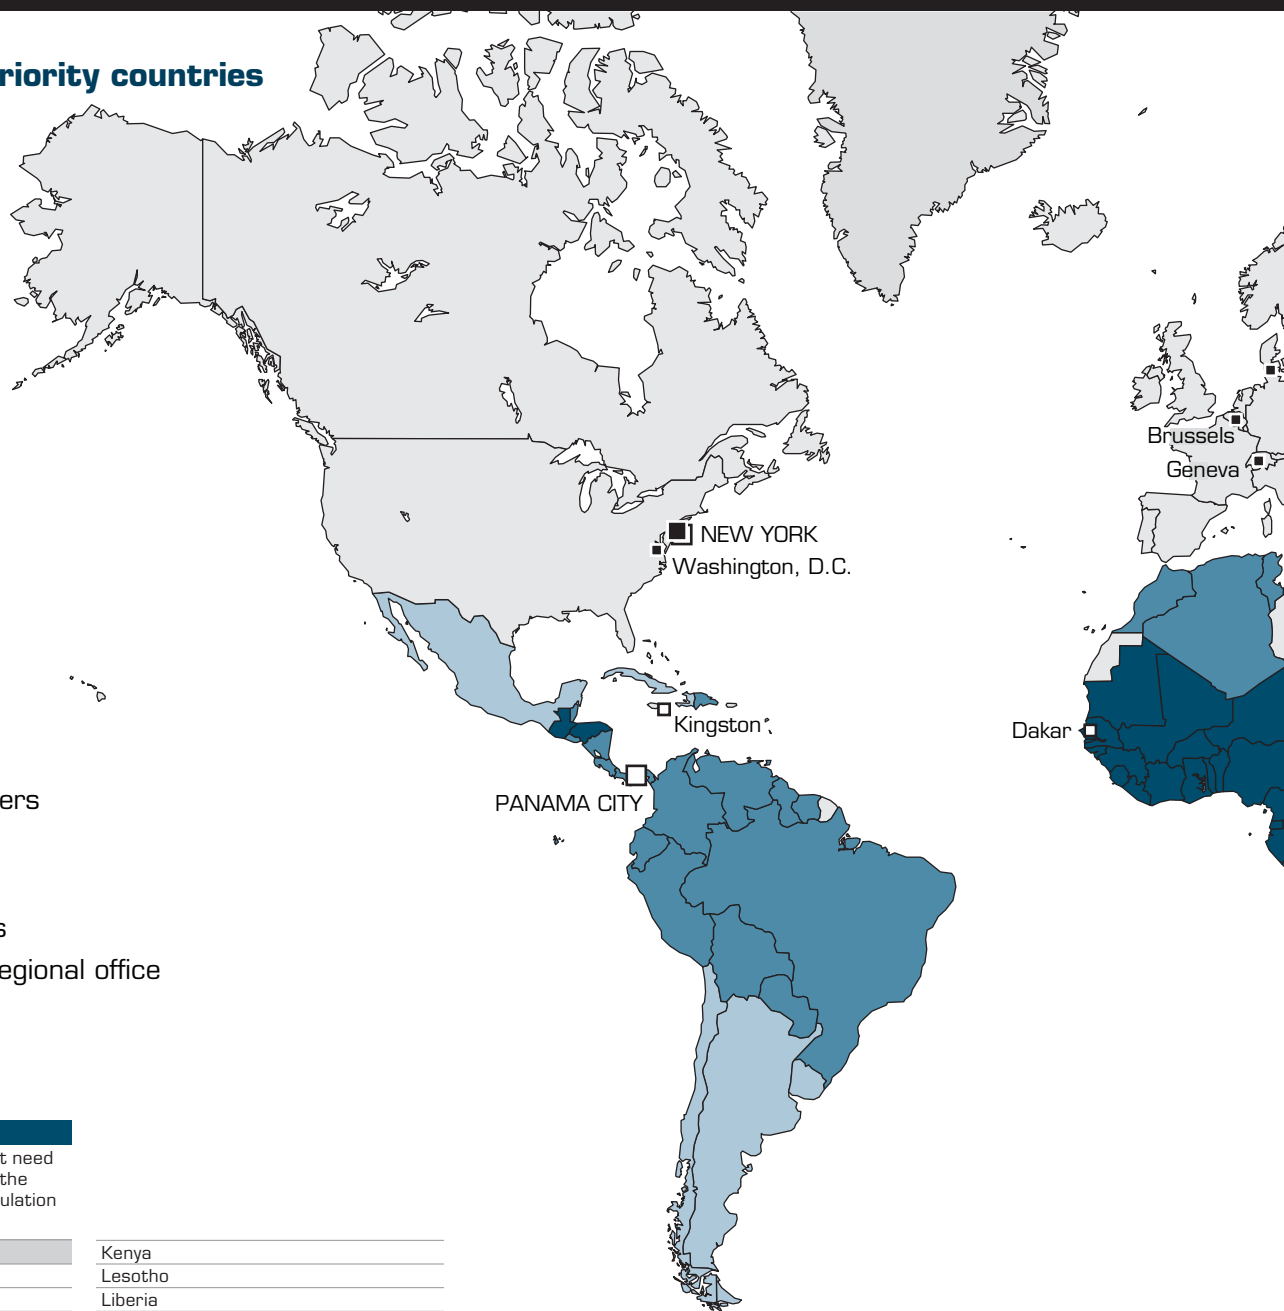 riority countries
Brussels
Geneva
NEW YORK
Washington, D.C.
Kingston
Dakar
PANAMA CITY
ers
s
egional office
t need
the
ulation
Kenya
Lesotho
Liberia